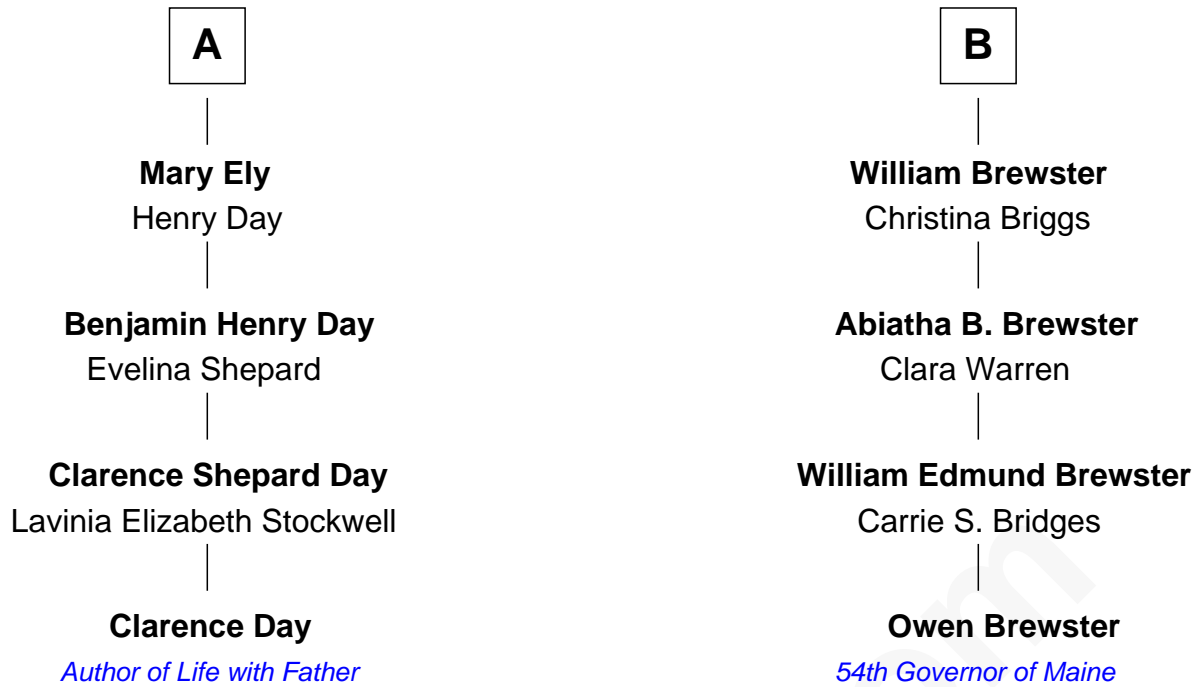 A
Mary Ely
Henry Day
Benjamin Henry Day
Evelina Shepard
Clarence Shepard Day
Lavinia Elizabeth Stockwell
Clarence Day
Author of Life with Father
B
William Brewster
Christina Briggs
Abiatha B. Brewster
Clara Warren
William Edmund Brewster
Carrie S. Bridges
Owen Brewster
54th Governor of Maine
om